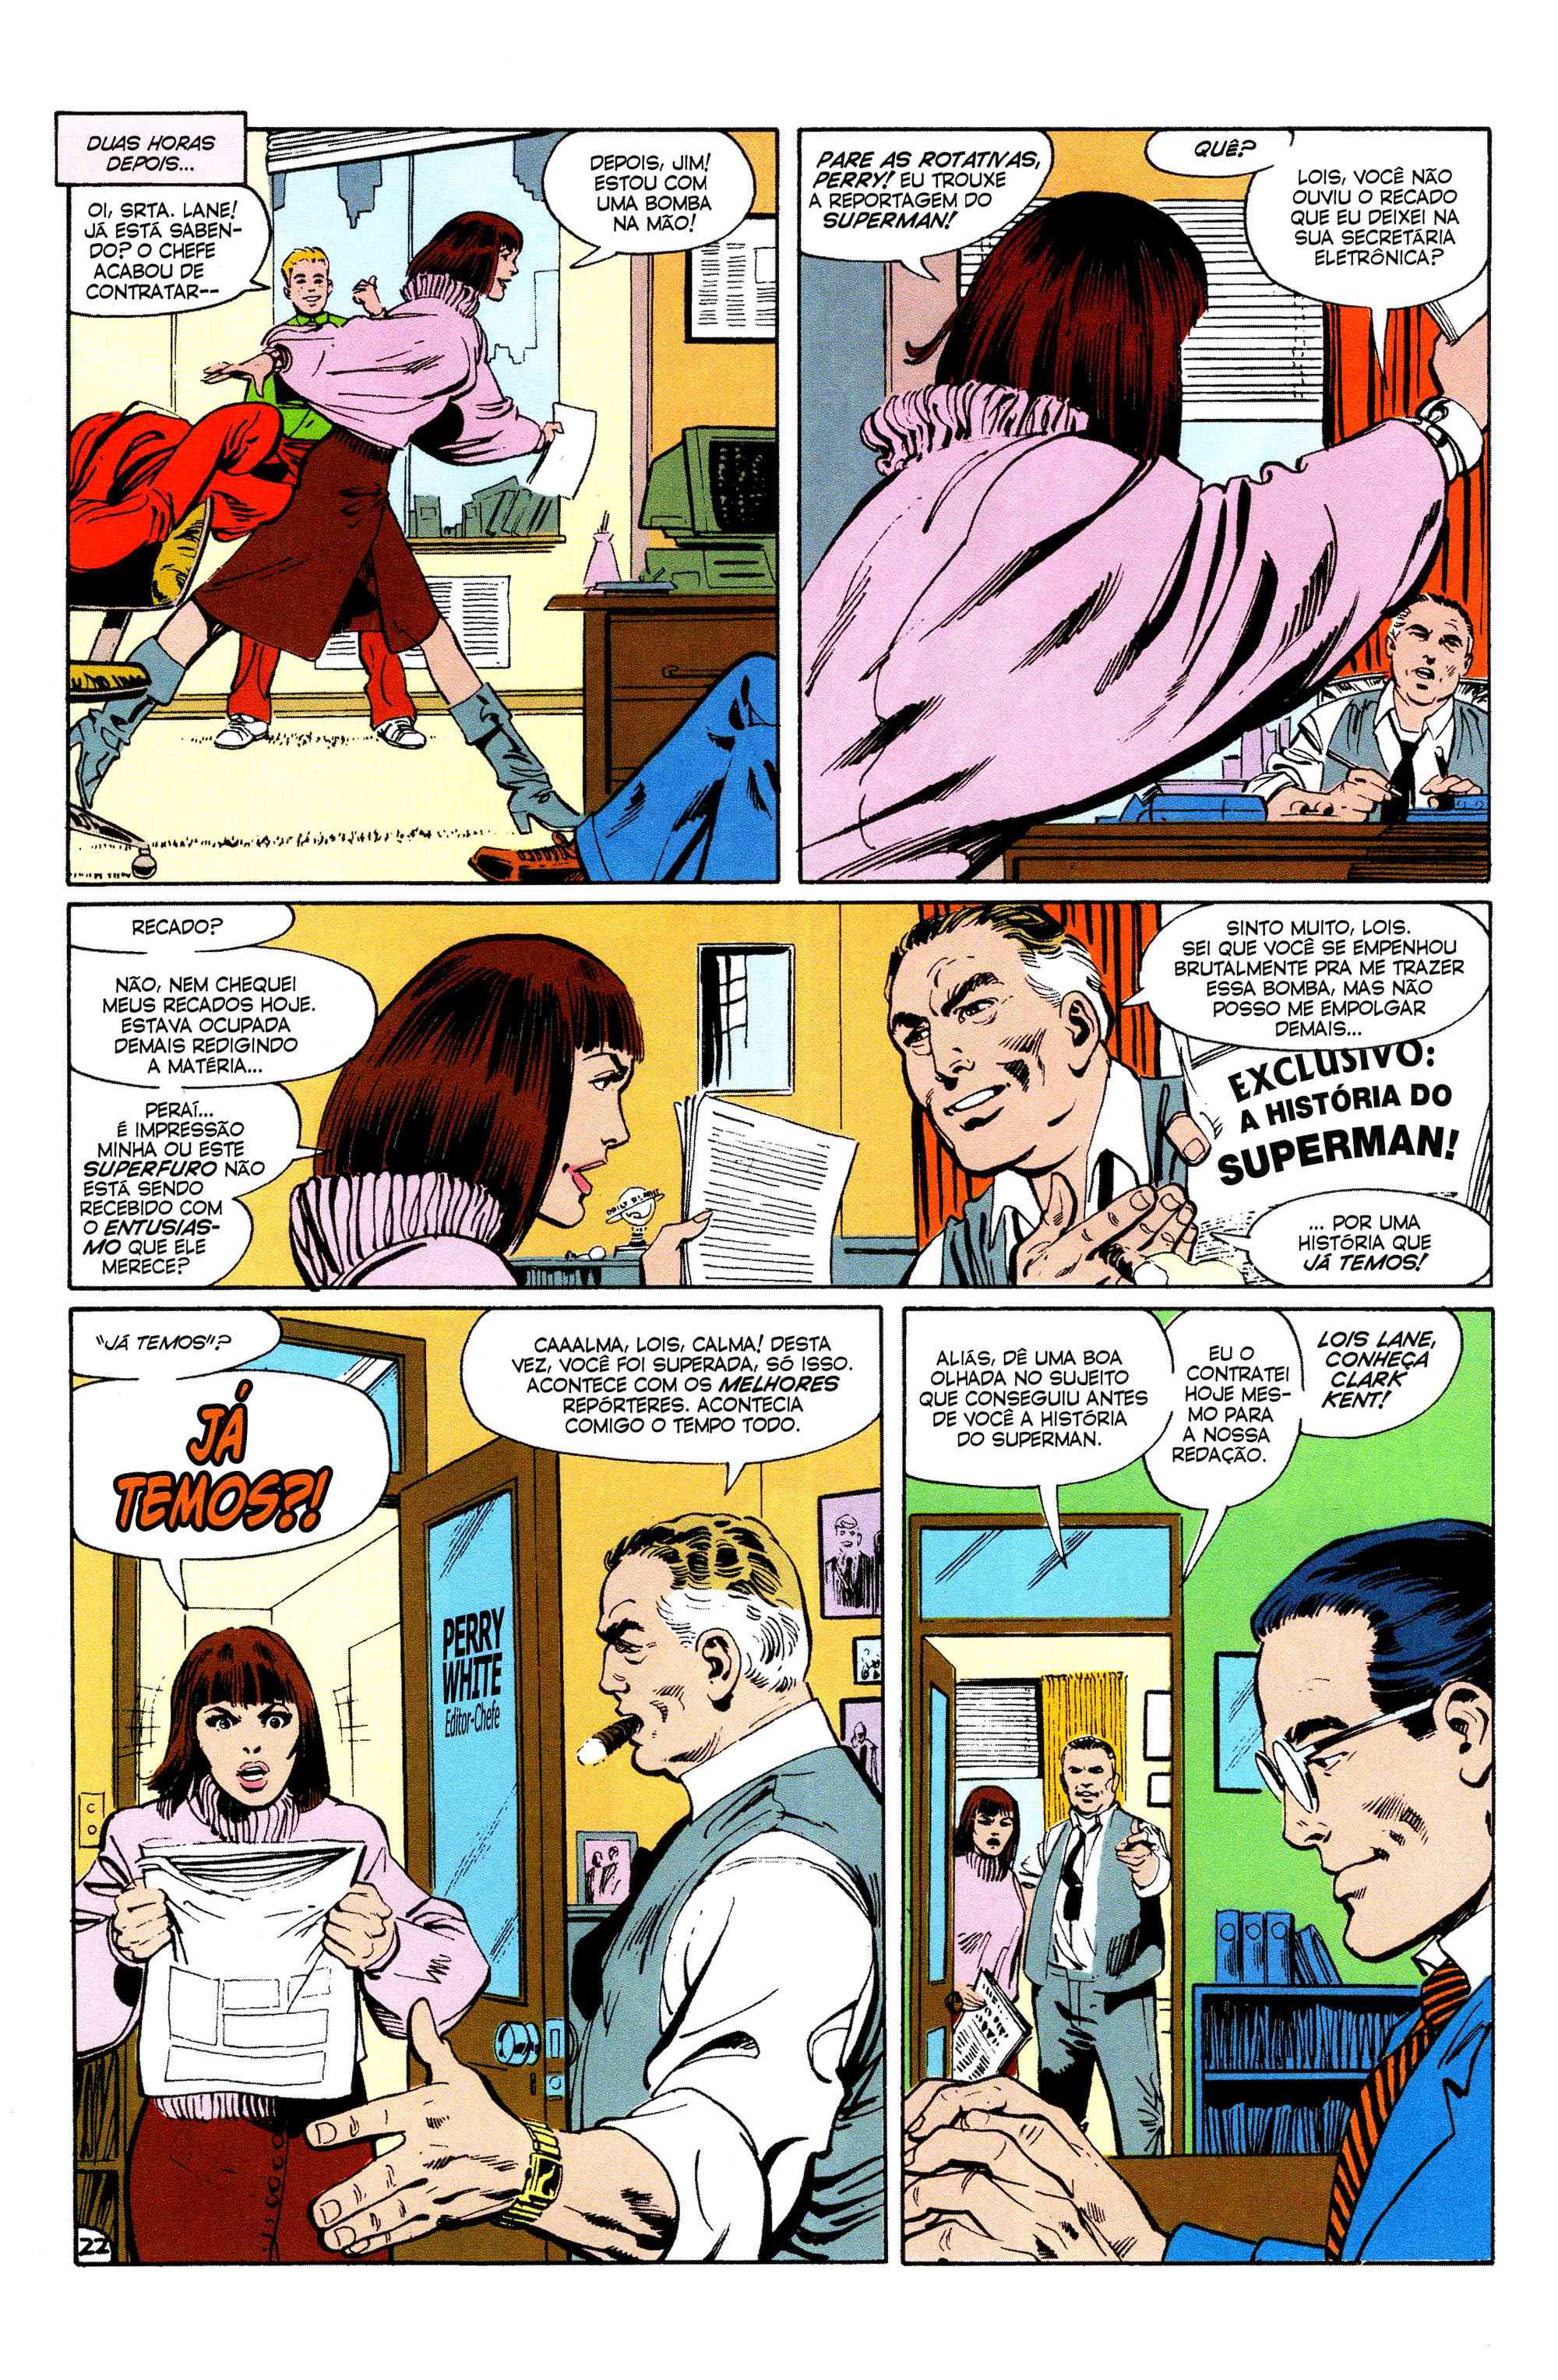 DUAS HORAS
DEPOIS...
OI, SRTA. LANE!
JÁ ESTÁ SABEN-
DO? O CHEFE
ACABOU DE
CONTRATAR--
DEPOIS, JIM!
ESTOU COM
UMA BOMBA
NA MÃO!
PARE AS ROTATIVAS,
PERRY! EU TROUXE
A REPORTAGEM DO
SUPERMAN!
QUÊ?
LOIS, VOCÊ NÃO
OUVIU O RECADO
QUE EU DEIXEI NA
SUA SECRETÁRIA
ELETRÔNICA?
RECADO?
NÃO, NEM CHEQUEI
MEUS RECADOS HOJE.
ESTAVA OCUPADA
DEMAIS REDIGINDO
A MATÉRIA...
PERAÍ...
É IMPRESSÃO
MINHA OU ESTE
SUPERFURO NÃO
ESTÁ SENDO
RECEBIDO COM
O ENTUSIAS-
MO QUE ELE
MERECE?
DAILY PLANET
SINTO MUITO, LOIS.
SEI QUE VOCÊ SE EMPENHOU
BRUTALMENTE PRA ME TRAZER
ESSA BOMBA, MAS NÃO
POSSO ME EMPOLGAR
DEMAIS...
EXCLUSIVO:
A HISTÓRIA DO
SUPERMAN!
... POR UMA
HISTÓRIA QUE
JÁ TEMOS!
"JÁ TEMOS"?
JÁ
TEMOS?!
CAAALMA, LOIS, CALMA! DESTA
VEZ, VOCÊ FOI SUPERADA, SÓ ISSO.
ACONTECE COM OS MELHORES
REPÓRTERES. ACONTECIA
COMIGO O TEMPO TODO.
PERRY
WHITE
Editor-Chefe
22
ALIÁS, DÊ UMA BOA
OLHADA NO SUJEITO
QUE CONSEGUIU ANTES
DE VOCÊ A HISTÓRIA
DO SUPERMAN.
EU O
CONTRATEI
HOJE MES-
MO PARA
A NOSSA
REDAÇÃO.
LOIS LANE,
CONHEÇA
CLARK
KENT!